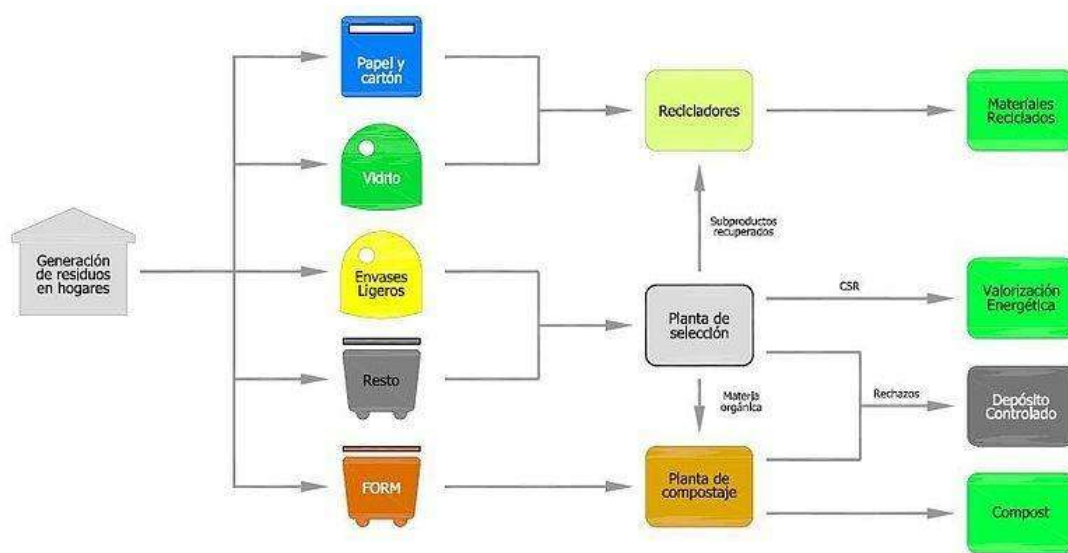 Papel y
cartón
Recicladores
Materiales
Reciclados
Vidrio
Subproductos
recuperados
Generación
de residuos
en hogares
Envases
Ligeros
CSR
Valorización
Energética
Planta de
selección
Resto
Materia
orgánica
Rechazos
Depósito
Controlado
FORM
Planta de
compostaje
Compost